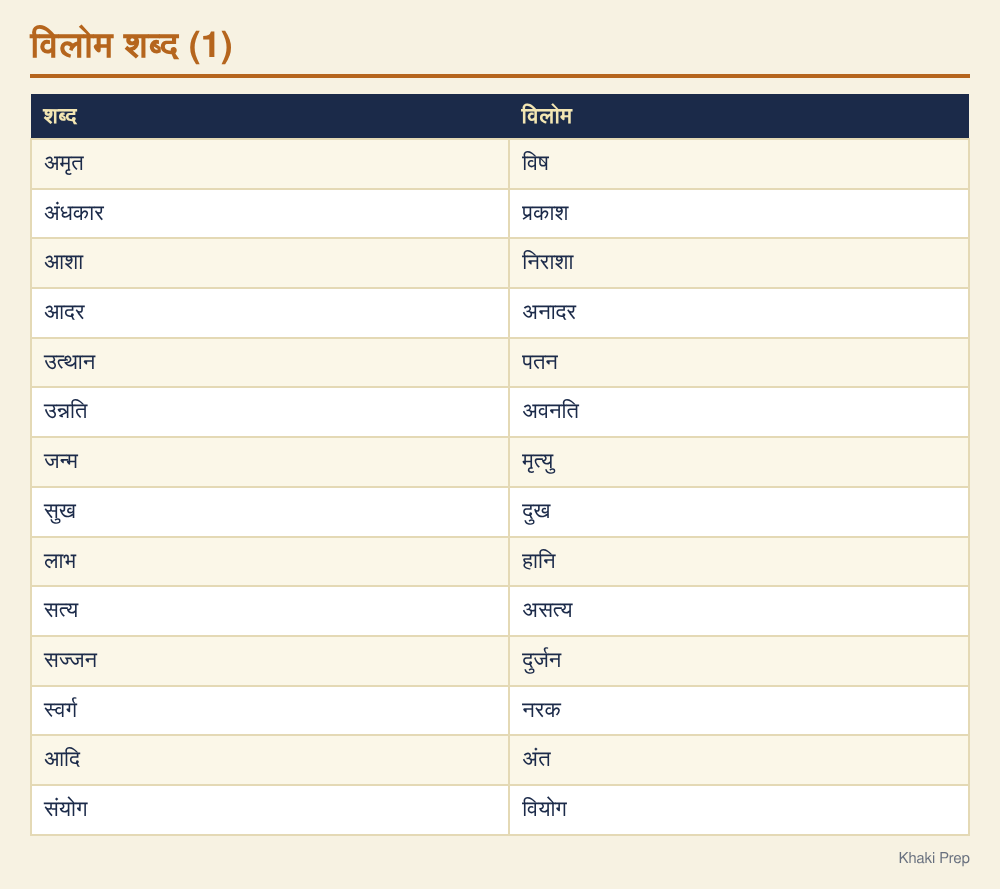 विलोम शब्द (1)
शब्द विलोम
अमृत विष
अंधकार प्रकाश
आशा निराशा
आदर अनादर
उत्थान पतन
उन्नति अवनति
जन्म मृत्यु
सुख दुख
लाभ हानि
सत्य असत्य
सज्जन दुर्जन
स्वर्ग नरक
आदि अंत
संयोग वियोग
Khaki Prep